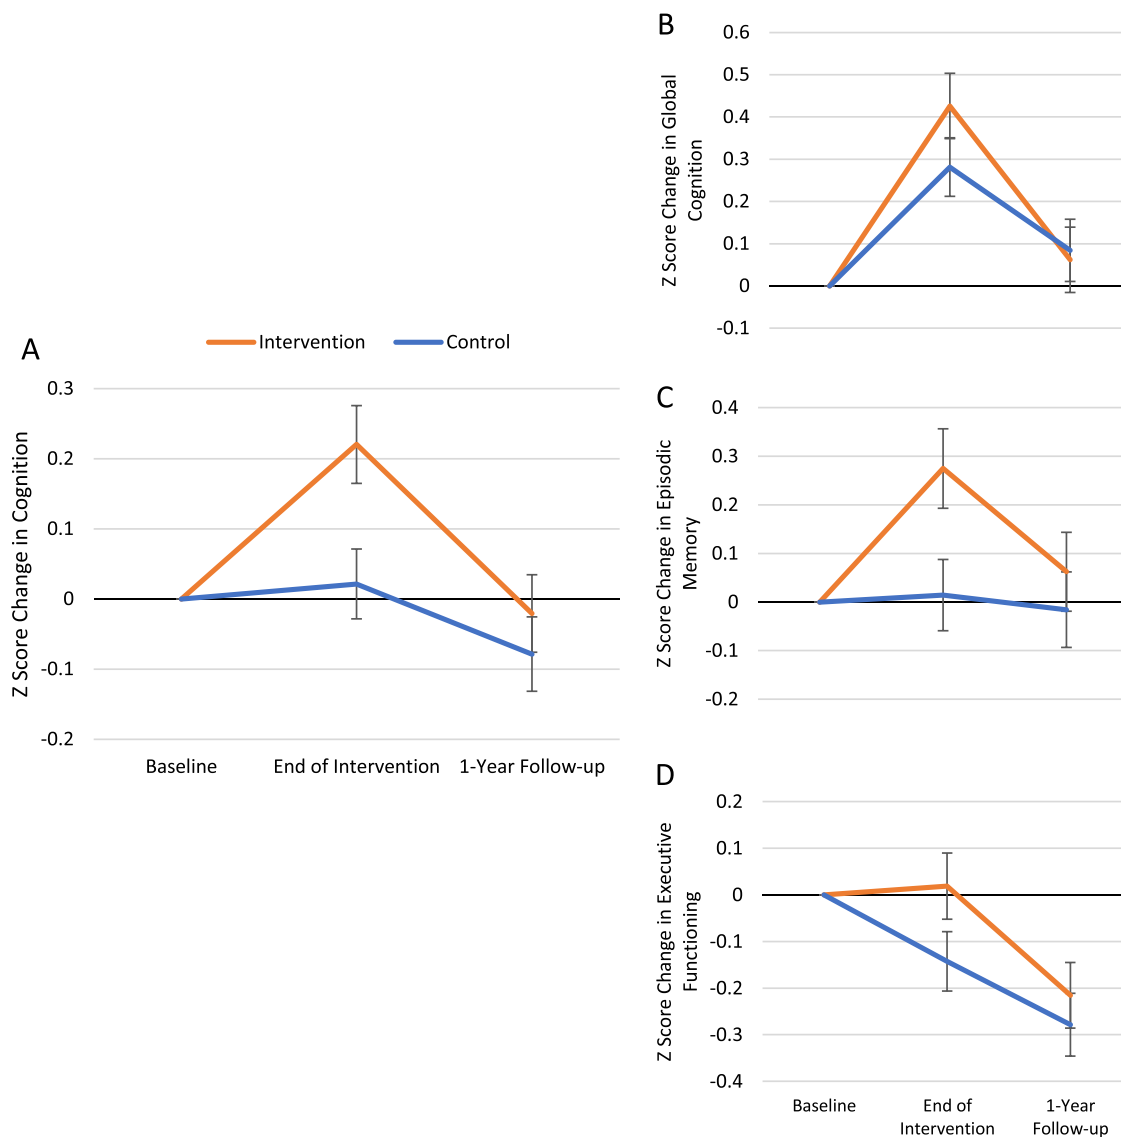 A
Intervention
Control
Z Score Change in Cognition
0.3
0.2
0.1
0
-0.1
-0.2
Baseline
End of Intervention
1-Year Follow-up
B
Z Score Change in Global
Cognition
0.6
0.5
0.4
0.3
0.2
0.1
0
-0.1
C
Z Score Change in Episodic
Memory
0.4
0.3
0.2
0.1
0
-0.1
-0.2
D
Z Score Change in Executive
Functioning
0.2
0.1
0
-0.1
-0.2
-0.3
-0.4
Baseline
End of
Intervention
1-Year
Follow-up